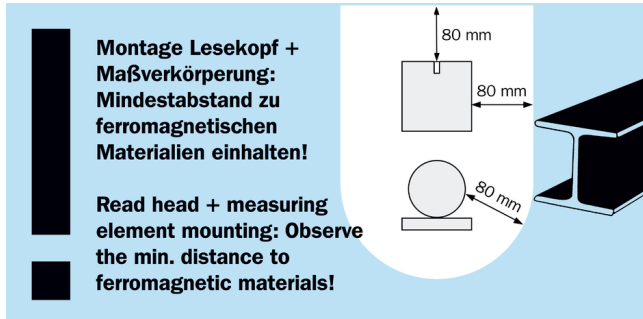 Montage Lesekopf +
Maßverkörperung:
Mindestabstand zu
ferromagnetischen
Materialien einhalten!
Read head + measuring
element mounting: Observe
the min. distance to
ferromagnetic materials!
80 mm
80 mm
80 mm